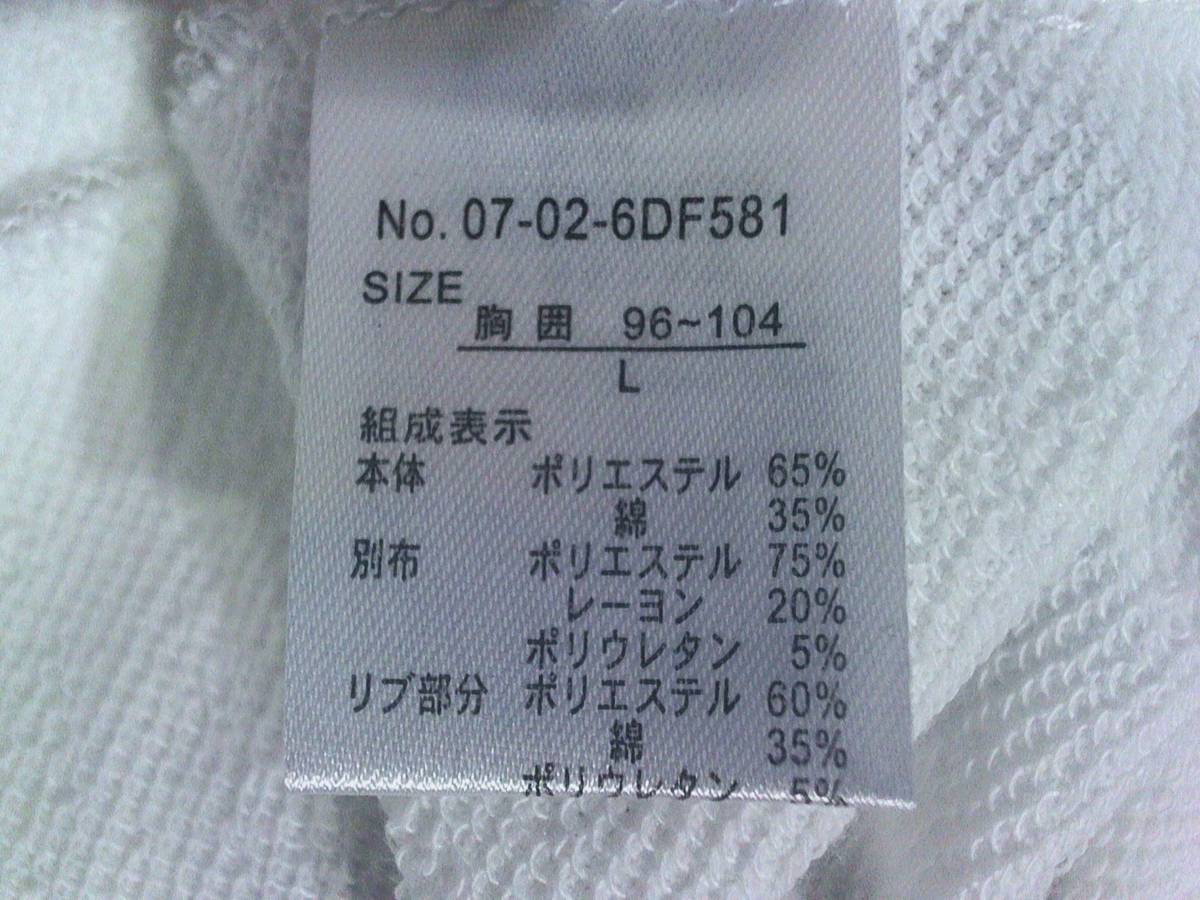 No. 07-02-6DF581
SIZE
胸囲 96~104
L
組成表示
本体 ポリエステル 65%
綿 35%
別布 ポリエステル 75%
レーヨン 20%
ポリウレタン 5%
リブ部分 ポリエステル 60%
綿 35%
ポリウレタン 5%